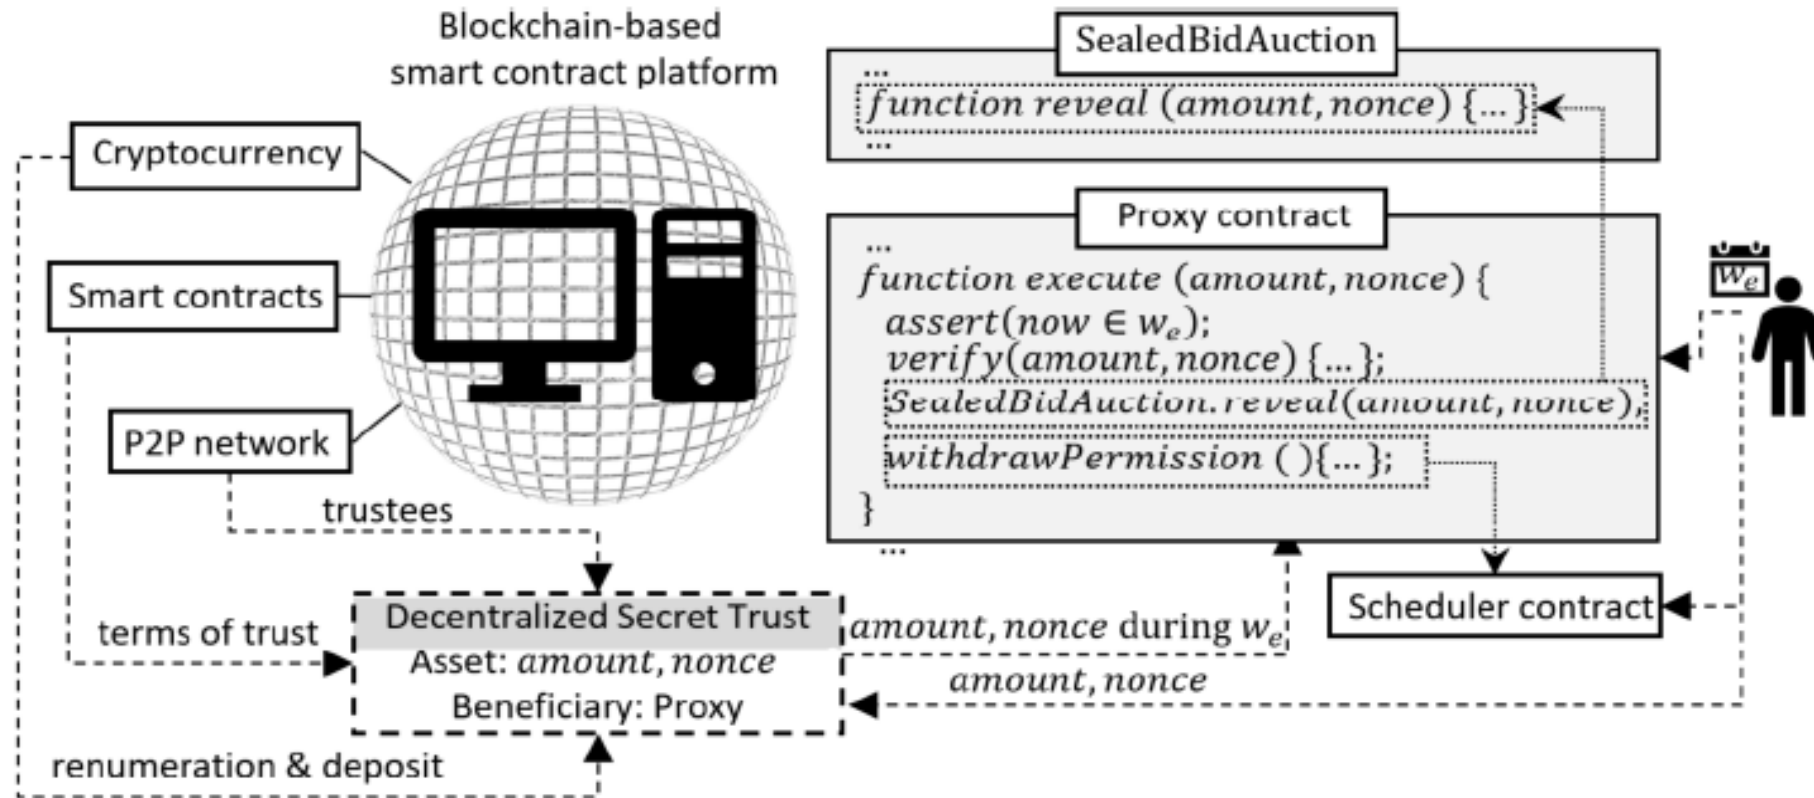 Blockchain-based
smart contract platform
Cryptocurrency
Smart contracts
P2P network
trustees
terms of trust
renumeration & deposit
Decentralized Secret Trust
Asset: amount, nonce
Beneficiary: Proxy
SealedBidAuction
...
function reveal (amount, nonce) {... }
...
Proxy contract
...
function execute (amount, nonce) {
assert(now ∈ wₑ);
verify(amount, nonce) {... };
SealedBidAuction.reveal(amount, nonce),
withdrawPermission ( ){... };
}
...
wₑ
Scheduler contract
amount, nonce during wₑ
amount, nonce